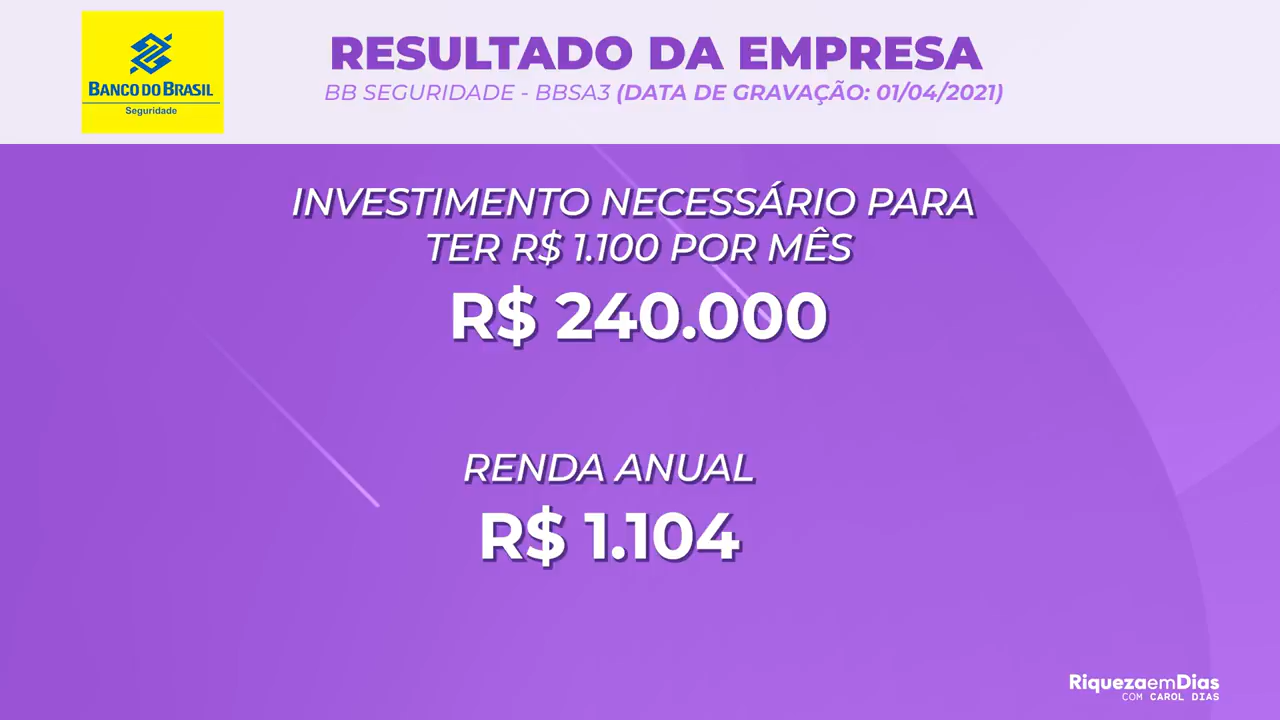 BANCO DO BRASIL
Seguridade
RESULTADO DA EMPRESA
BB SEGURIDADE - BBSA3 (DATA DE GRAVAÇÃO: 01/04/2021)
INVESTIMENTO NECESSÁRIO PARA
TER R$ 1.100 POR MÊS
R$ 240.000
RENDA ANUAL
R$ 1.104
RiquezaemDias
COM CAROL DIAS